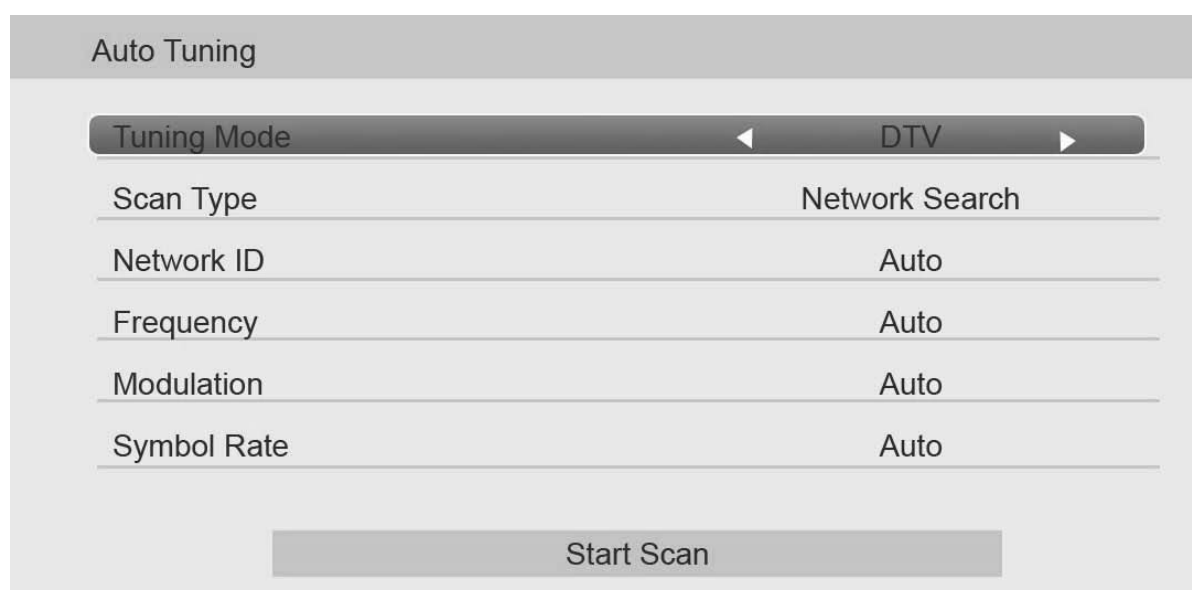 Auto Tuning
Tuning Mode DTV
Scan Type Network Search
Network ID Auto
Frequency Auto
Modulation Auto
Symbol Rate Auto
Start Scan